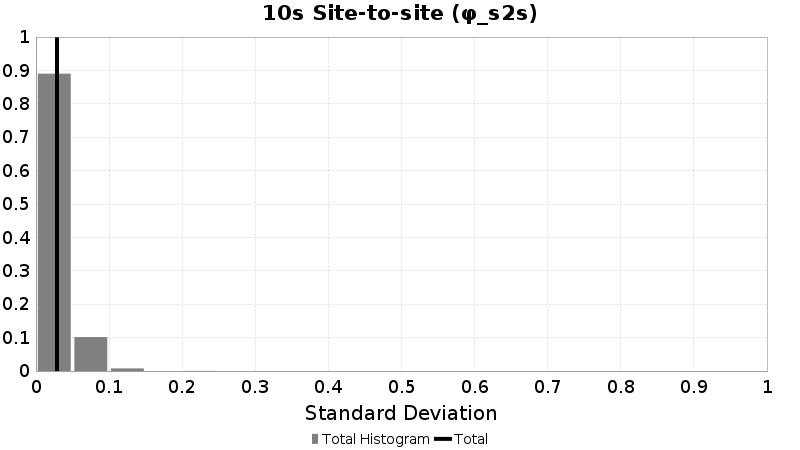 10s Site-to-site (φ_s2s)
1
0.9
0.8
0.7
0.6
0.5
0.4
0.3
0.2
0.1
0
0 0.1 0.2 0.3 0.4 0.5 0.6 0.7 0.8 0.9 1
Standard Deviation
Total Histogram Total